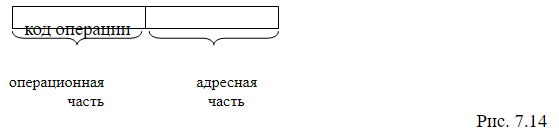 код операции
операционная часть
адресная часть
Рис. 7.14